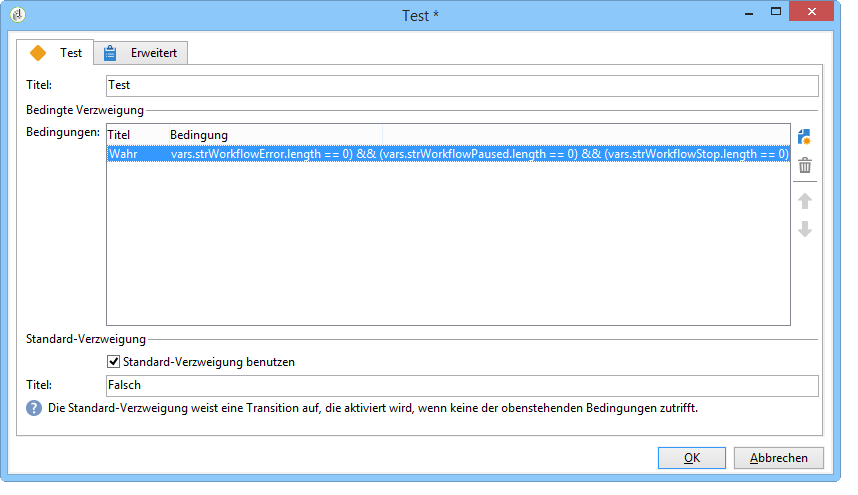 Test *
Test
Erweitert
Titel:
Test
Bedingte Verzweigung
Bedingungen:
Titel
Bedingung
Wahr
vars.strWorkflowError.length == 0) && (vars.strWorkflowPaused.length == 0) && (vars.strWorkflowStop.length == 0)
Standard-Verzweigung
Standard-Verzweigung benutzen
Titel:
Falsch
Die Standard-Verzweigung weist eine Transition auf, die aktiviert wird, wenn keine der obenstehenden Bedingungen zutrifft.
OK
Abbrechen